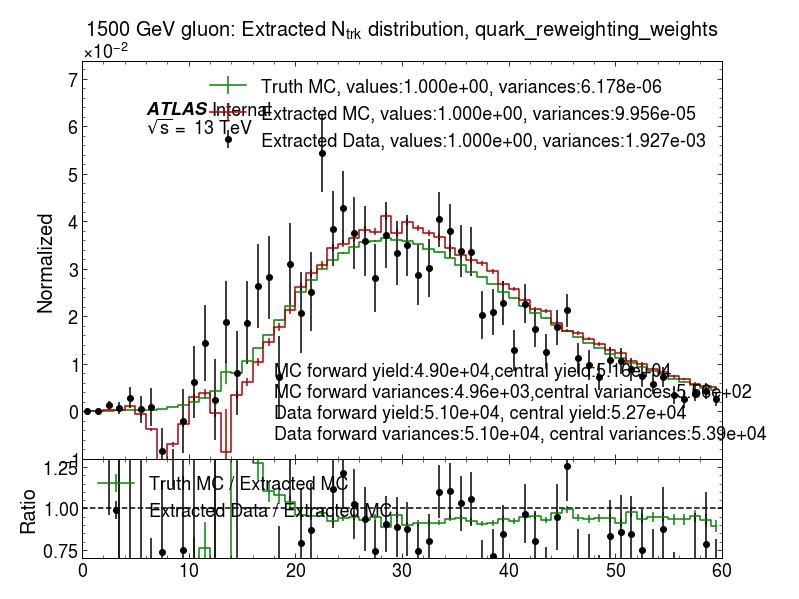 1500 GeV gluon: Extracted N_trk distribution, quark_reweighting_weights
×10⁻²
Truth MC, values:1.000e+00, variances:6.178e-06
ATLAS Internal
Extracted MC, values:1.000e+00, variances:9.956e-05
√s = 13 TeV
Extracted Data, values:1.000e+00, variances:1.927e-03
7
6
5
4
3
2
1
0
Normalized
MC forward yield:4.90e+04,central yield:5.16e+04
MC forward variances:4.96e+03,central variances:e+02
Data forward yield:5.10e+04, central yield:5.27e+04
Data forward variances:5.10e+04, central variances:5.39e+04
1.25
1.00
0.75
Ratio
Truth MC / Extracted MC
Extracted Data / Extracted MC
0 10 20 30 40 50 60